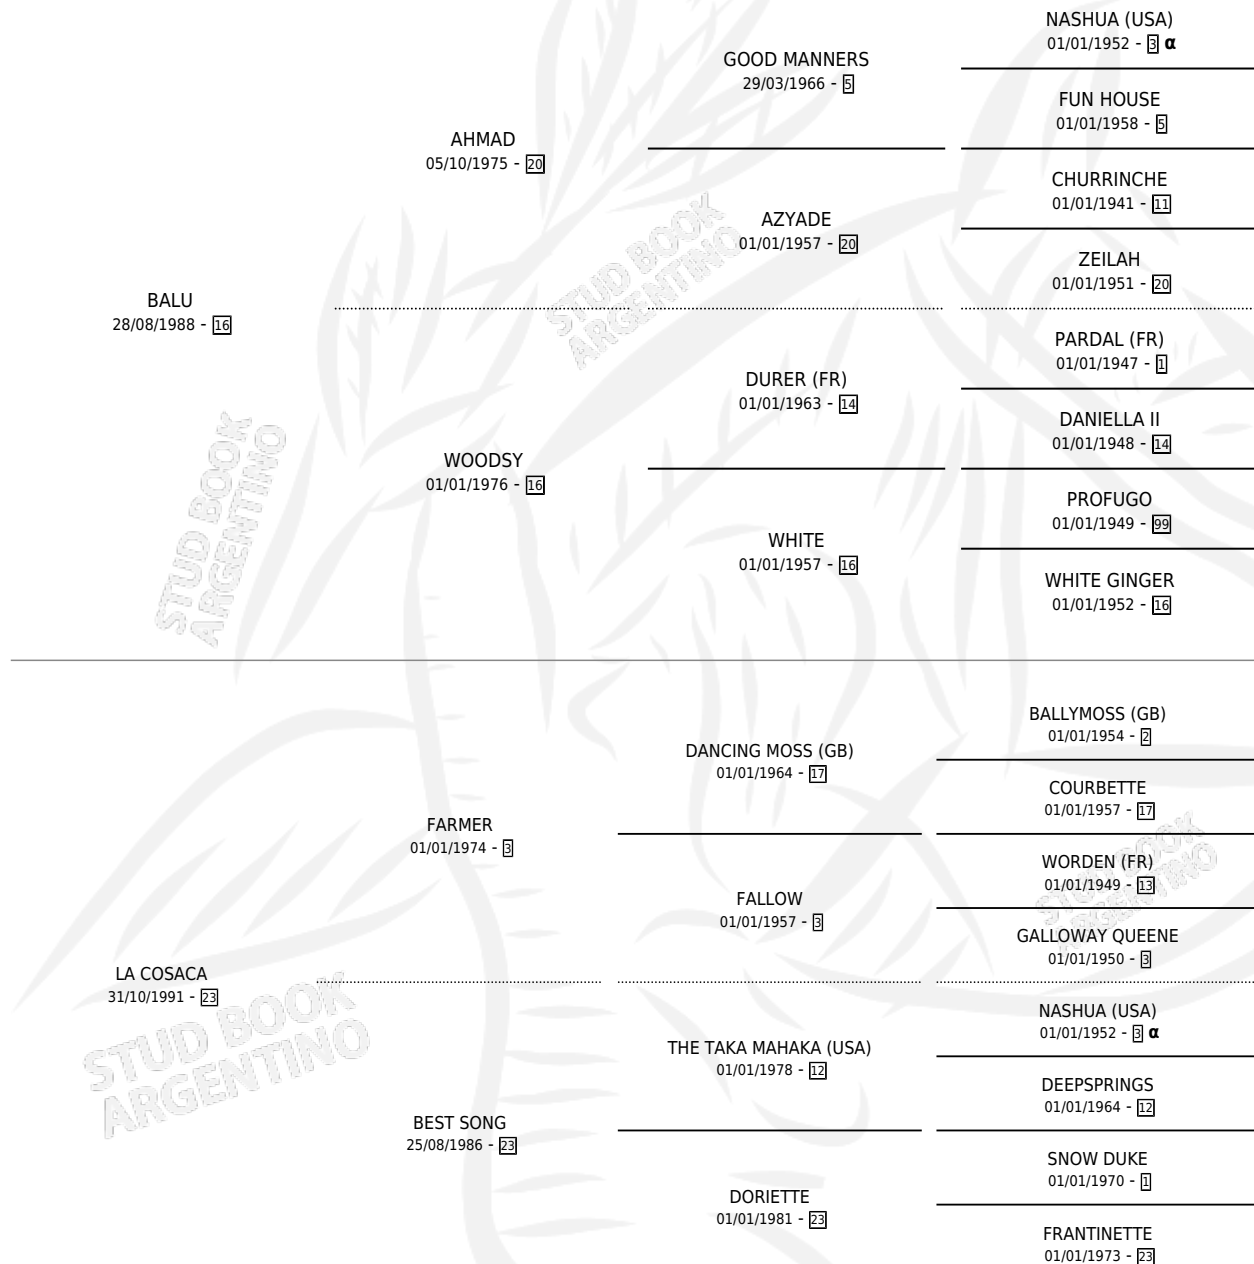 NASHUA (USA)
01/01/1952 - 3 α
GOOD MANNERS
29/03/1966 - 5
FUN HOUSE
01/01/1958 - 5
AHMAD
05/10/1975 - 20
CHURRINCHE
01/01/1941 - 11
AZYADE
01/01/1957 - 20
ZEILAH
01/01/1951 - 20
BALU
28/08/1988 - 16
PARDAL (FR)
01/01/1947 - 1
DURER (FR)
01/01/1963 - 14
DANIELLA II
01/01/1948 - 14
WOODSY
01/01/1976 - 16
PROFUGO
01/01/1949 - 99
WHITE
01/01/1957 - 16
WHITE GINGER
01/01/1952 - 16
BALLYMOSS (GB)
01/01/1954 - 2
DANCING MOSS (GB)
01/01/1964 - 17
COURBETTE
01/01/1957 - 17
FARMER
01/01/1974 - 3
WORDEN (FR)
01/01/1949 - 13
FALLOW
01/01/1957 - 3
GALLOWAY QUEENE
01/01/1950 - 3
LA COSACA
31/10/1991 - 23
NASHUA (USA)
01/01/1952 - 3 α
THE TAKA MAHAKA (USA)
01/01/1978 - 12
DEEPSPRINGS
01/01/1964 - 12
BEST SONG
25/08/1986 - 23
SNOW DUKE
01/01/1970 - 1
DORIETTE
01/01/1981 - 23
FRANTINETTE
01/01/1973 - 23
STUD BOOK
ARGENTINO
STUD BOOK
ARGENTINO
STUD BOOK
ARGENTINO
STUD BOOK
ARGENTINO